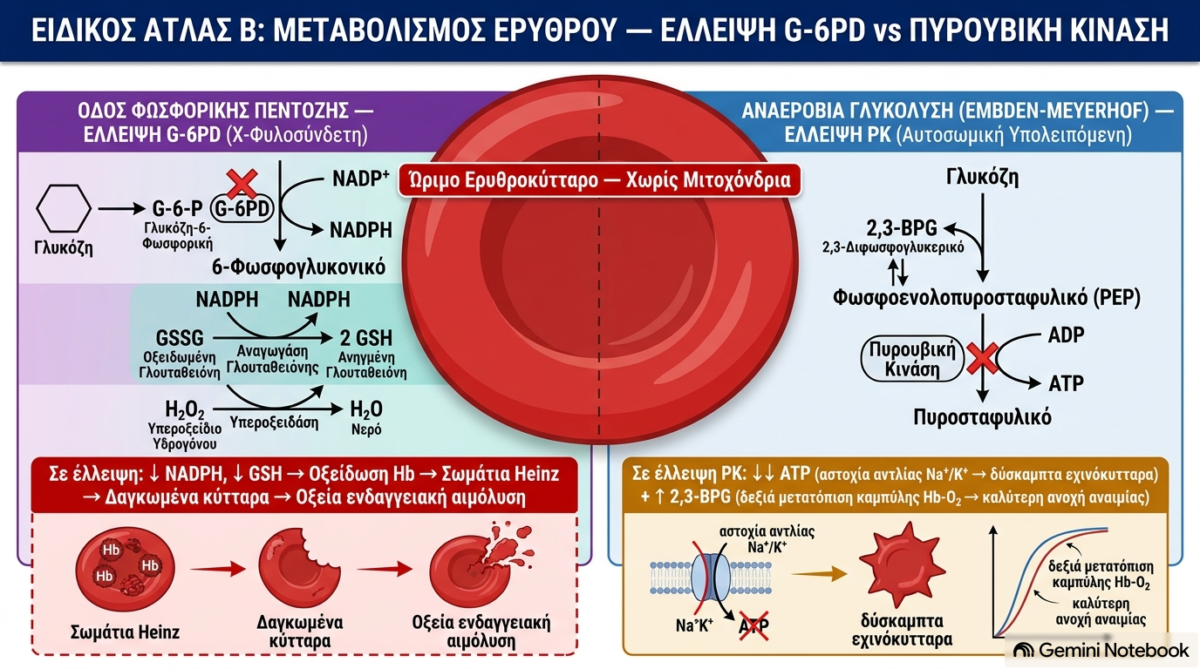 ΕΙΔΙΚΟΣ ΑΤΛΑΣ Β: ΜΕΤΑΒΟΛΙΣΜΟΣ ΕΡΥΘΡΟΥ — ΕΛΛΕΙΨΗ G-6PD vs ΠΥΡΟΥΒΙΚΗ ΚΙΝΑΣΗ
ΟΔΟΣ ΦΩΣΦΟΡΙΚΗΣ ΠΕΝΤΟΖΗΣ —
ΕΛΛΕΙΨΗ G-6PD (Χ-Φυλοσύνδετη)
Γλυκόζη
G-6-P
Γλυκόζη-6-
Φωσφορική
G-6PD
NADP⁺
NADPH
6-Φωσφογλυκονικό
NADPH NADPH
GSSG
Οξειδωμένη
Γλουταθειόνη
Αναγωγάση
Γλουταθειόνης
2 GSH
Ανηγμένη
Γλουταθειόνη
H₂O₂
Υπεροξείδιο
Υδρογόνου
Υπεροξειδάση
H₂O
Νερό
Σε έλλειψη: ↓ NADPH, ↓ GSH → Οξείδωση Hb → Σωμάτια Heinz
→ Δαγκωμένα κύτταρα → Οξεία ενδαγγειακή αιμόλυση
Hb
Hb
Hb
Σωμάτια Heinz
Δαγκωμένα
κύτταρα
Οξεία ενδαγγειακή
αιμόλυση
Ώριμο Ερυθροκύτταρο — Χωρίς Μιτοχόνδρια
ΑΝΑΕΡΟΒΙΑ ΓΛΥΚΟΛΥΣΗ (EMBDEN-MEYERHOF) —
ΕΛΛΕΙΨΗ PK (Αυτοσωμική Υπολειπόμενη)
Γλυκόζη
2,3-BPG
2,3-Διφωσφογλυκερικό
Φωσφοενολοπυροσταφυλικό (PEP)
Πυρουβική
Κινάση
ADP
ATP
Πυροσταφυλικό
Σε έλλειψη PK: ↓↓ ATP (αστοχία αντλίας Na⁺/K⁺ → δύσκαμπτα εχινόκυτταρα)
+ ↑ 2,3-BPG (δεξιά μετατόπιση καμπύλης Hb-O₂ → καλύτερη ανοχή αναιμίας)
αστοχία αντλίας
Na⁺/K⁺
Na⁺K⁺
ATP
δύσκαμπτα
εχινόκυτταρα
δεξιά μετατόπιση
καμπύλης Hb-O₂
καλύτερη
ανοχή αναιμίας
Gemini Notebook